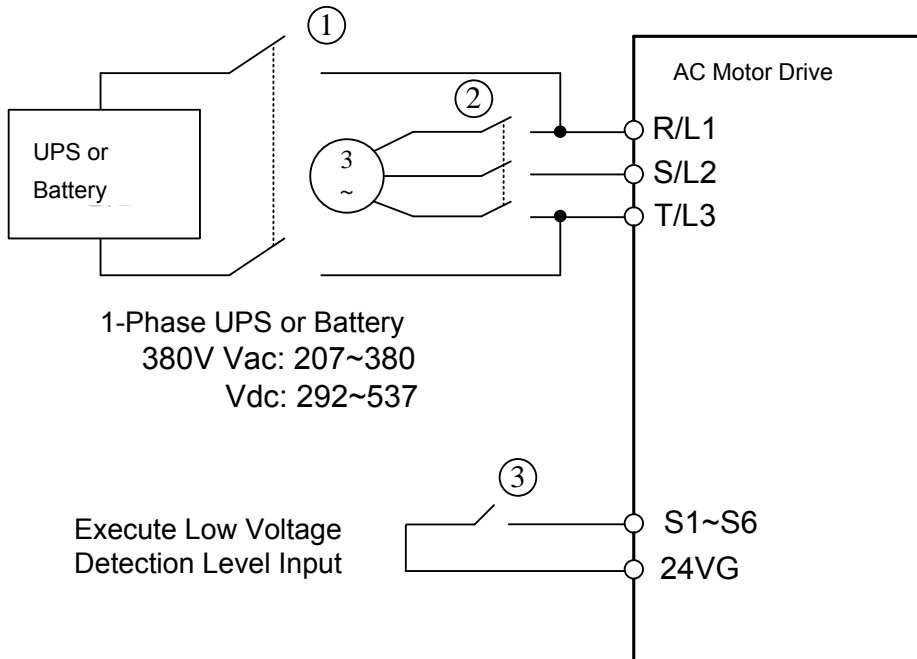 ①
AC Motor Drive
②
R/L1
UPS or
Battery
3
~
S/L2
T/L3
1-Phase UPS or Battery
380V Vac: 207~380
Vdc: 292~537
③
Execute Low Voltage
Detection Level Input
S1~S6
24VG